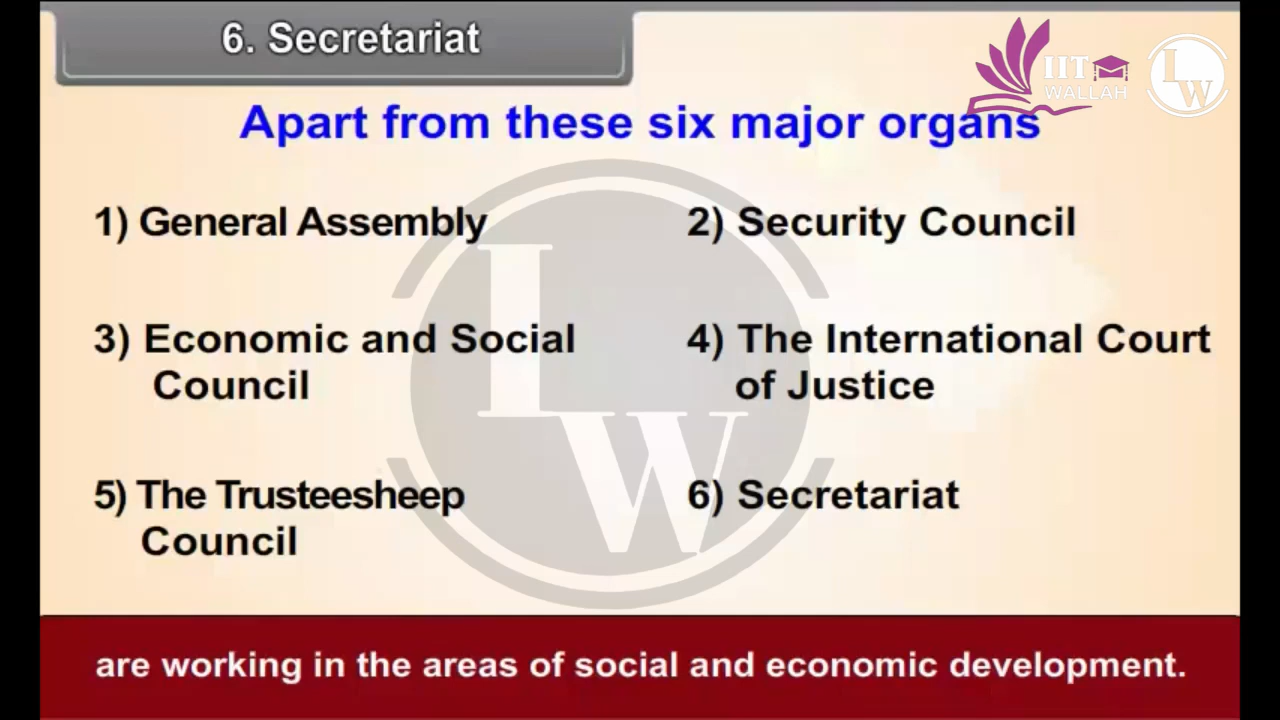 6. Secretariat
IIT
WALLAH
LW
Apart from these six major organs
1) General Assembly
2) Security Council
3) Economic and Social
Council
4) The International Court
of Justice
5) The Trusteesheep
Council
6) Secretariat
LW
are working in the areas of social and economic development.